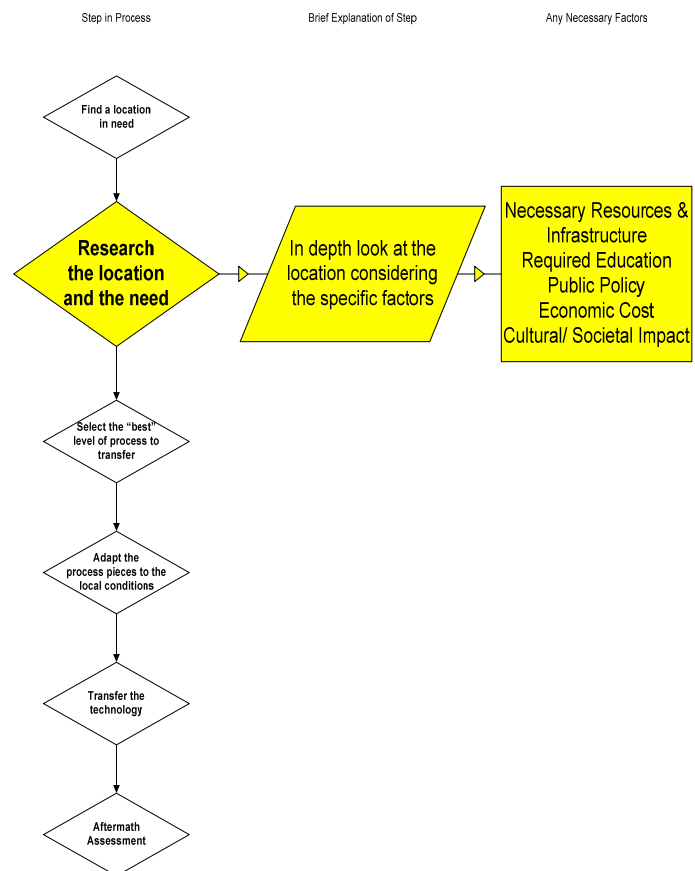 Step in Process
Brief Explanation of Step
Any Necessary Factors
Find a location
in need
Research
the location
and the need
In depth look at the
location considering
the specific factors
Necessary Resources &
Infrastructure
Required Education
Public Policy
Economic Cost
Cultural/ Societal Impact
Select the “best”
level of process to
transfer
Adapt the
process pieces to the
local conditions
Transfer the
technology
Aftermath
Assessment